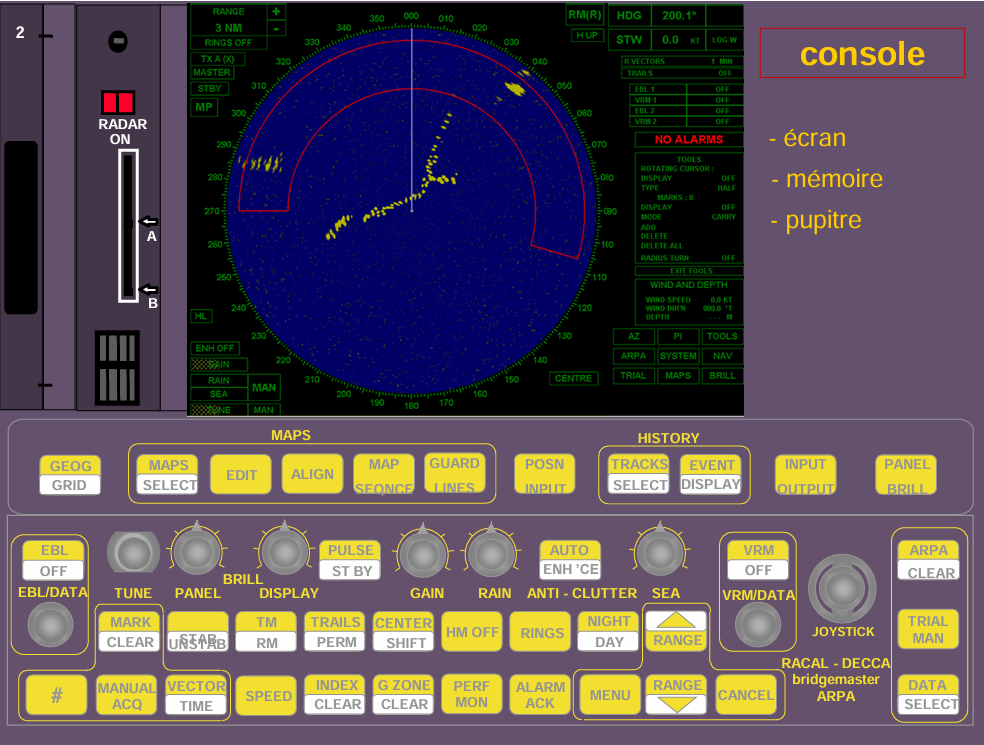 2
RADAR
ON
A
B
RANGE
+
3 NM
-
RINGS OFF
TX A (X)
MASTER
STBY
MP
HL
ENH OFF
RAIN
SEA
MAN
MAN
000
010
020
030
040
050
060
070
080
090
100
110
120
130
140
150
160
170
180
190
200
210
220
230
240
250
260
270
280
290
300
310
320
330
340
350
CENTRE
RM(R)
H UP
HDG 200.1°
STW 0.0 KT LOG-W
R VECTORS 1 MIN
TRAILS OFF
EBL 1 OFF
VRM 1 OFF
EBL 2 OFF
VRM 2 OFF
NO ALARMS
TOOLS
ROTATING CURSOR :
DISPLAY OFF
TYPE HALF
MARKS : 0
DISPLAY OFF
MODE CARRY
ADD
DELETE
DELETE ALL
RADIUS TURN OFF
EXIT TOOLS
WIND AND DEPTH
WIND SPEED 0.0 KT
WIND DIR'N 000.0 °T
DEPTH - - - M
AZ PI TOOLS
ARPA SYSTEM NAV
TRIAL MAPS BRILL
console
- écran
- mémoire
- pupitre
MAPS
HISTORY
GEOG
GRID
MAPS
SELECT
EDIT
ALIGN
MAP
SEQNCE
GUARD
LINES
POSN
INPUT
TRACKS
SELECT
EVENT
DISPLAY
INPUT
OUTPUT
PANEL
BRILL
EBL
OFF
EBL/DATA
TUNE
PANEL
BRILL
DISPLAY
PULSE
ST BY
GAIN
RAIN
AUTO
ENH 'CE
ANTI - CLUTTER
SEA
VRM
OFF
VRM/DATA
JOYSTICK
ARPA
CLEAR
MARK
CLEAR
STAB
UNSTAB
TM
RM
TRAILS
PERM
CENTER
SHIFT
HM OFF
RINGS
NIGHT
DAY
RANGE
TRIAL
MAN
RACAL - DECCA
bridgemaster
ARPA
#
MANUAL
ACQ
VECTOR
TIME
SPEED
INDEX
CLEAR
G ZONE
CLEAR
PERF
MON
ALARM
ACK
MENU
RANGE
CANCEL
DATA
SELECT